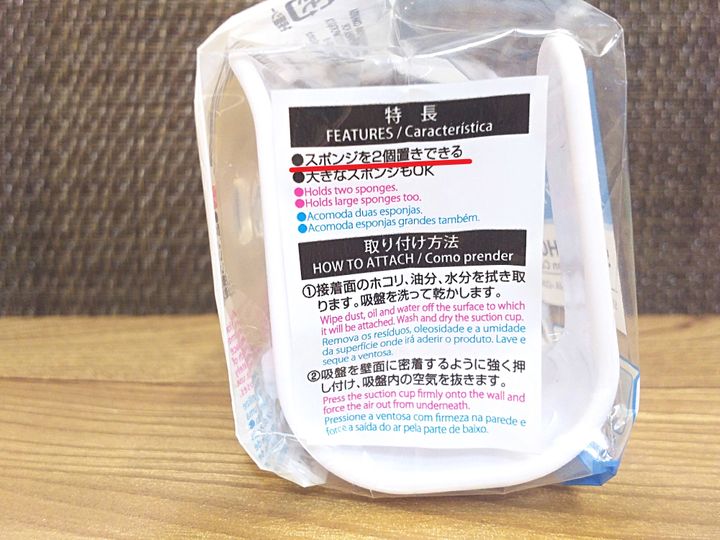 特 長
FEATURES / Característica
●スポンジを2個置きできる
●大きなスポンジもOK
●Holds two sponges.
●Holds large sponges too.
●Acomoda duas esponjas.
●Acomoda esponjas grandes também.
取り付け方法
HOW TO ATTACH / Como prender
①接着面のホコリ、油分、水分を拭き取
ります。吸盤を洗って乾かします。
Wipe dust, oil and water off the surface to which
it will be attached. Wash and dry the suction cup.
Remova os resíduos, oleosidade e a umidade
da superfície onde irá aderir o produto. Lave e
seque a ventosa.
②吸盤を壁面に密着するように強く押
し付け、吸盤内の空気を抜きます。
Press the suction cup firmly onto the wall and
force the air out from underneath.
Pressione a ventosa com firmeza na parede e
force a saída do ar pela parte de baixo.